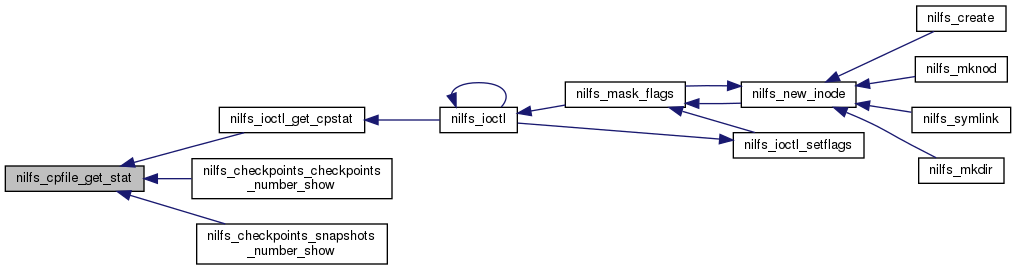 nilfs_create
nilfs_mknod
nilfs_mask_flags
nilfs_new_inode
nilfs_ioctl_get_cpstat
nilfs_ioctl
nilfs_symlink
nilfs_ioctl_setflags
nilfs_mkdir
nilfs_cpfile_get_stat
nilfs_checkpoints_checkpoints
_number_show
nilfs_checkpoints_snapshots
_number_show